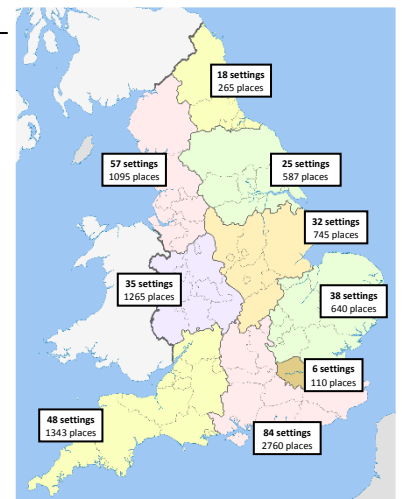 18 settings
265 places
57 settings
1095 places
25 settings
587 places
32 settings
745 places
35 settings
1265 places
38 settings
640 places
6 settings
110 places
48 settings
1343 places
84 settings
2760 places